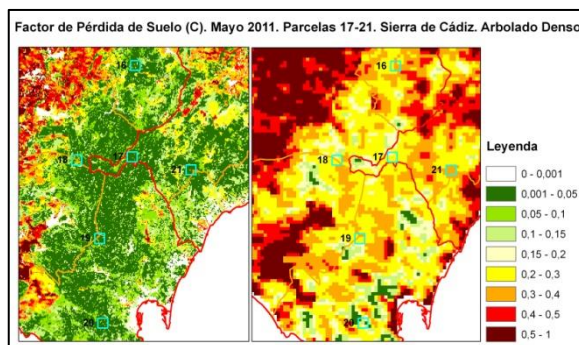 Factor de Pérdida de Suelo (C). Mayo 2011. Parcelas 17-21. Sierra de Cádiz. Arbolado Denso
16
18
17
21
19
20
16
18
17
21
19
20
Leyenda
0 - 0,001
0,001 - 0,05
0,05 - 0,1
0,1 - 0,15
0,15 - 0,2
0,2 - 0,3
0,3 - 0,4
0,4 - 0,5
0,5 - 1